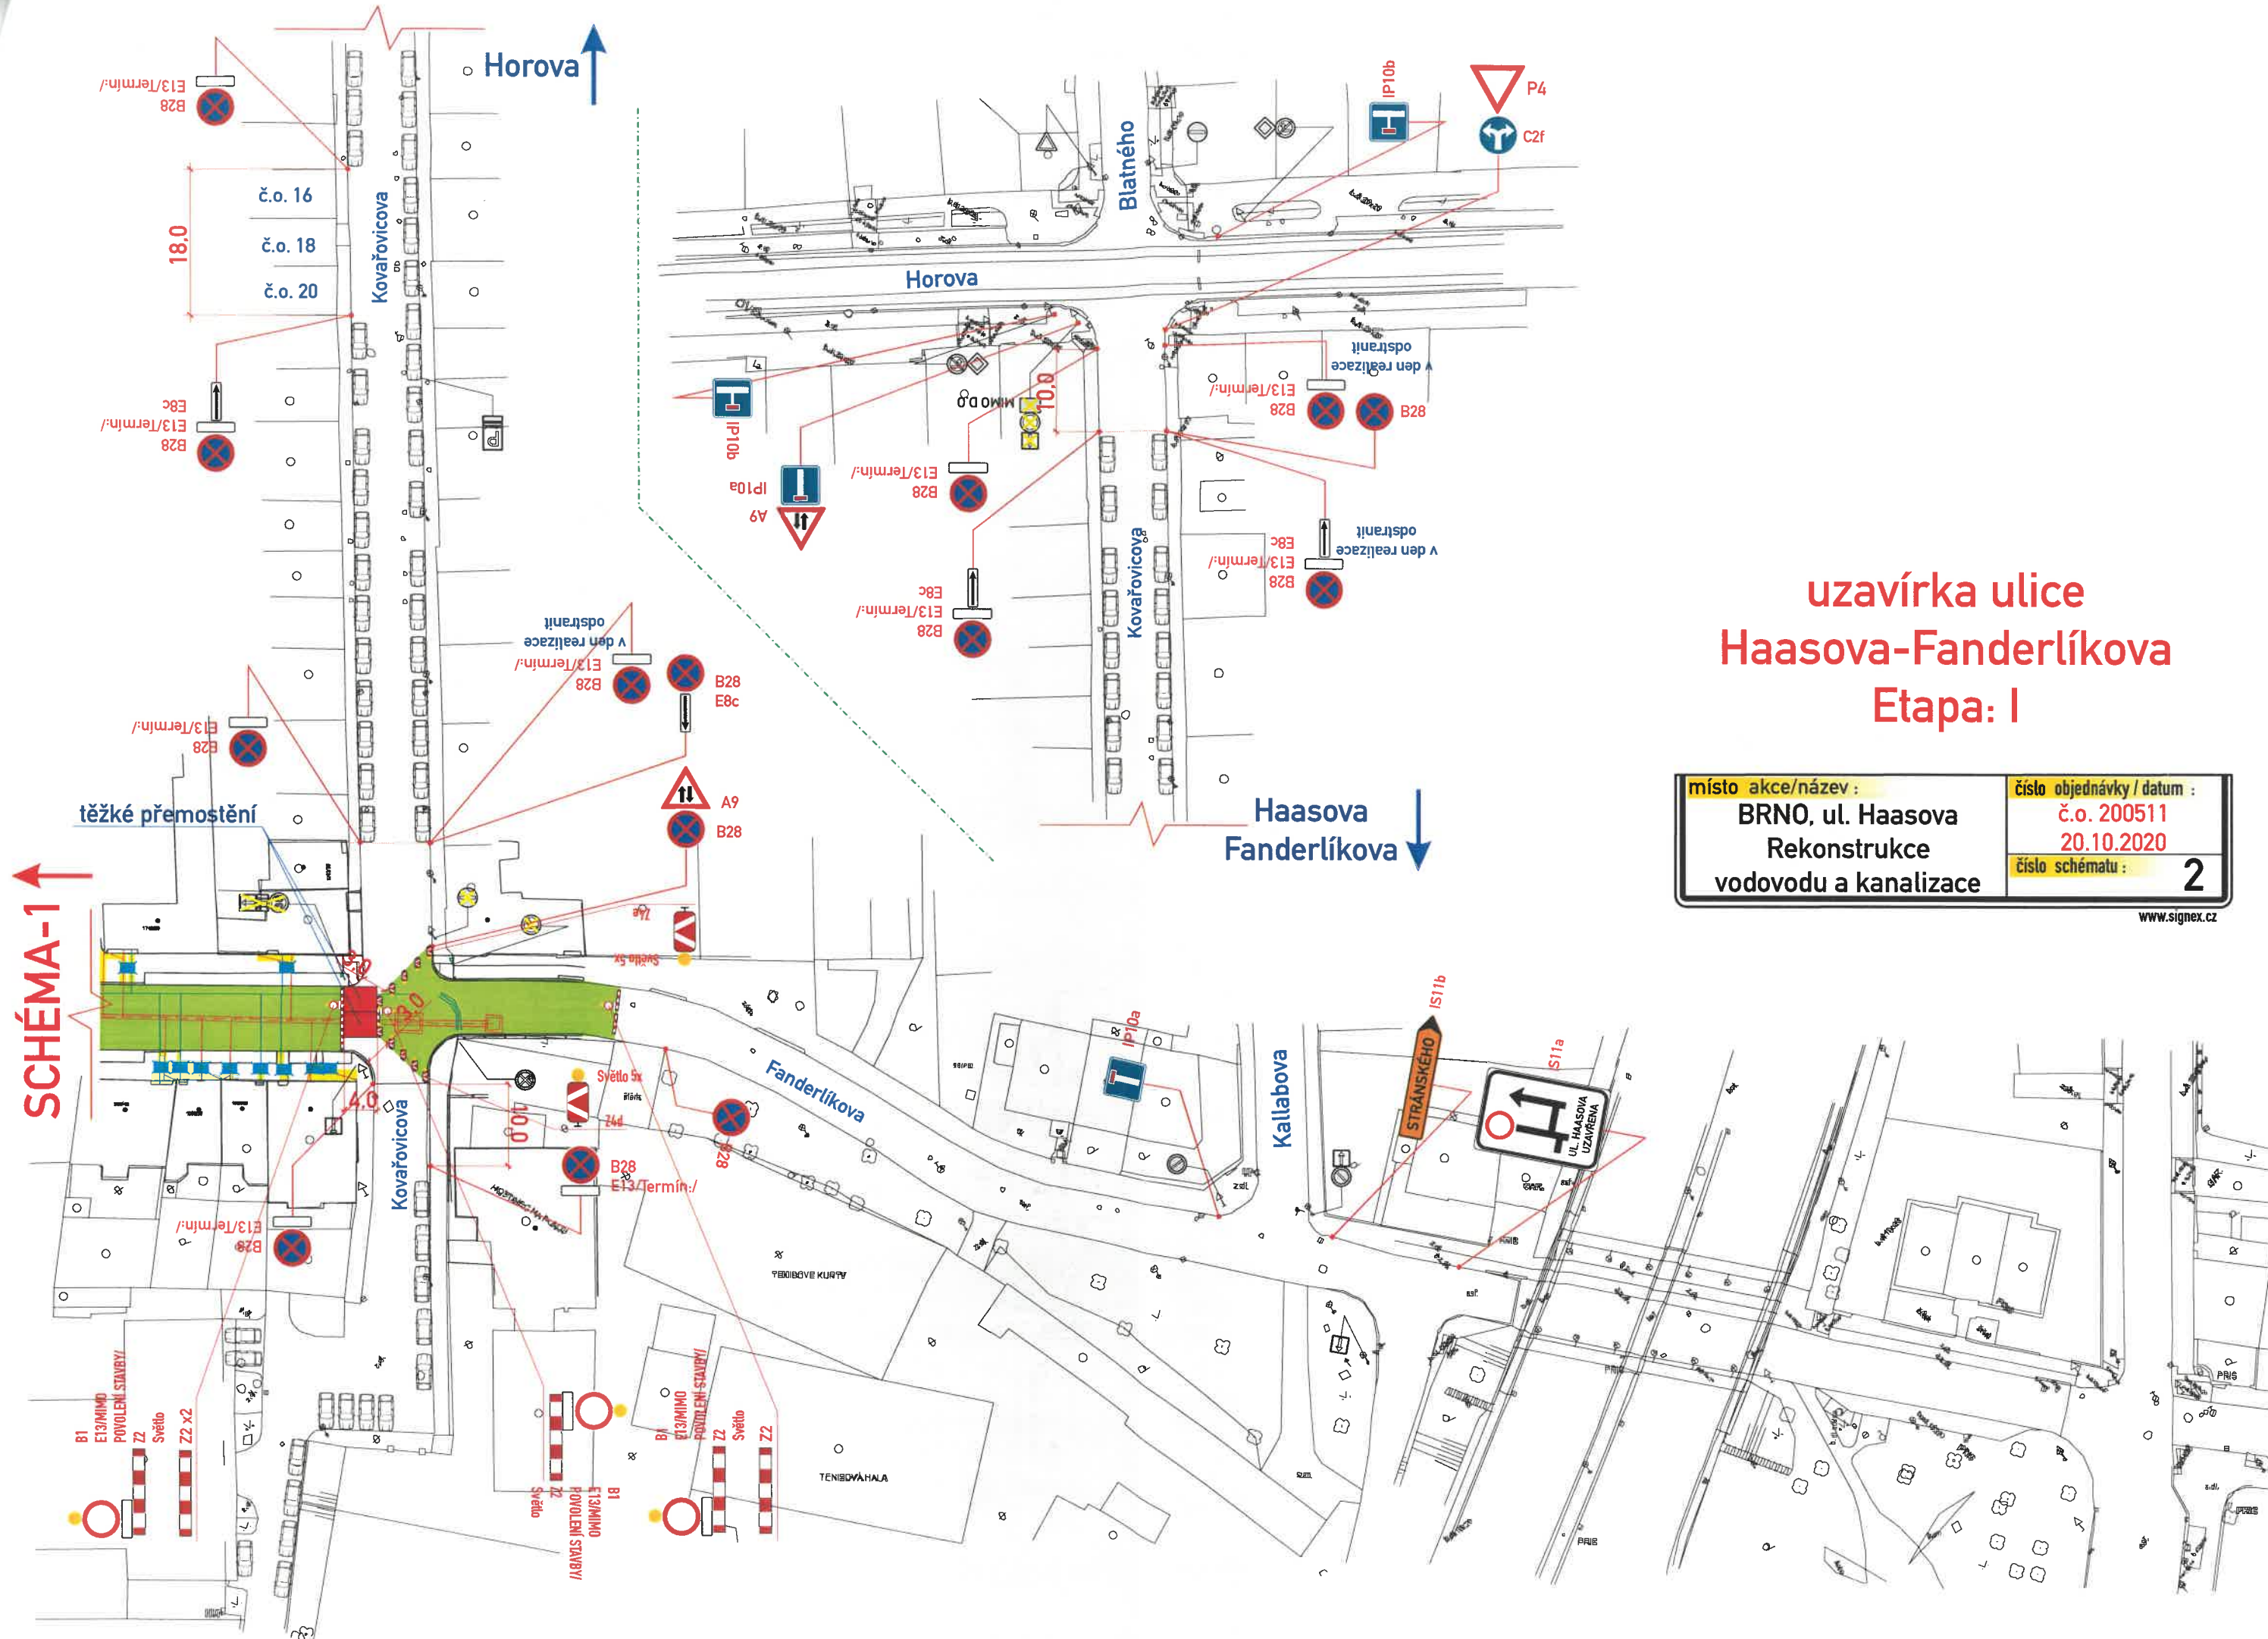 Horova
E13/Termín:/
B28
č.o. 16
č.o. 18
č.o. 20
18,0
Kovařovicova
E8c
E13/Termín:/
B28
IP10b
P4
C2f
Blatného
Horova
IP10b
IP10a
A9
MIMO D.O.
10,0
E13/Termín:/
B28
E8c
E13/Termín:/
B28
v den realizace
odstranit
E13/Termín:/
B28
B28
v den realizace
odstranit
E8c
E13/Termín:/
B28
Kovařovicova
Haasova
Fanderlíkova
uzavírka ulice
Haasova-Fanderlíkova
Etapa: I
místo akce/název :
BRNO, ul. Haasova
Rekonstrukce
vodovodu a kanalizace
číslo objednávky / datum :
č.o. 200511
20.10.2020
číslo schématu :
2
www.signex.cz
v den realizace
odstranit
E13/Termín:/
B28
B28
E8c
E13/Termín:/
B28
A9
B28
těžké přemostění
SCHÉMA-1
Z4e
Světlo 5x
3,0
4,0
10,0
Světlo 5x
Z4d
B28
E13/Termín:/
B28
Kovařovicova
E13/Termín:/
B28
Fanderlíkova
IP10a
Kallabova
IS11b
STRÁNSKÉHO
IS11a
UL. HAASOVA
UZAVŘENA
TENISOVÉ KURTY
TENISOVÁ HALA
B1
E13/MIMO
POVOLENÍ STAVBY/
Z2
Světlo
Z2 x2
B1
E13/MIMO
POVOLENÍ STAVBY/
Z2
Světlo
B1
E13/MIMO
POVOLENÍ STAVBY/
Z2
Světlo
Z2